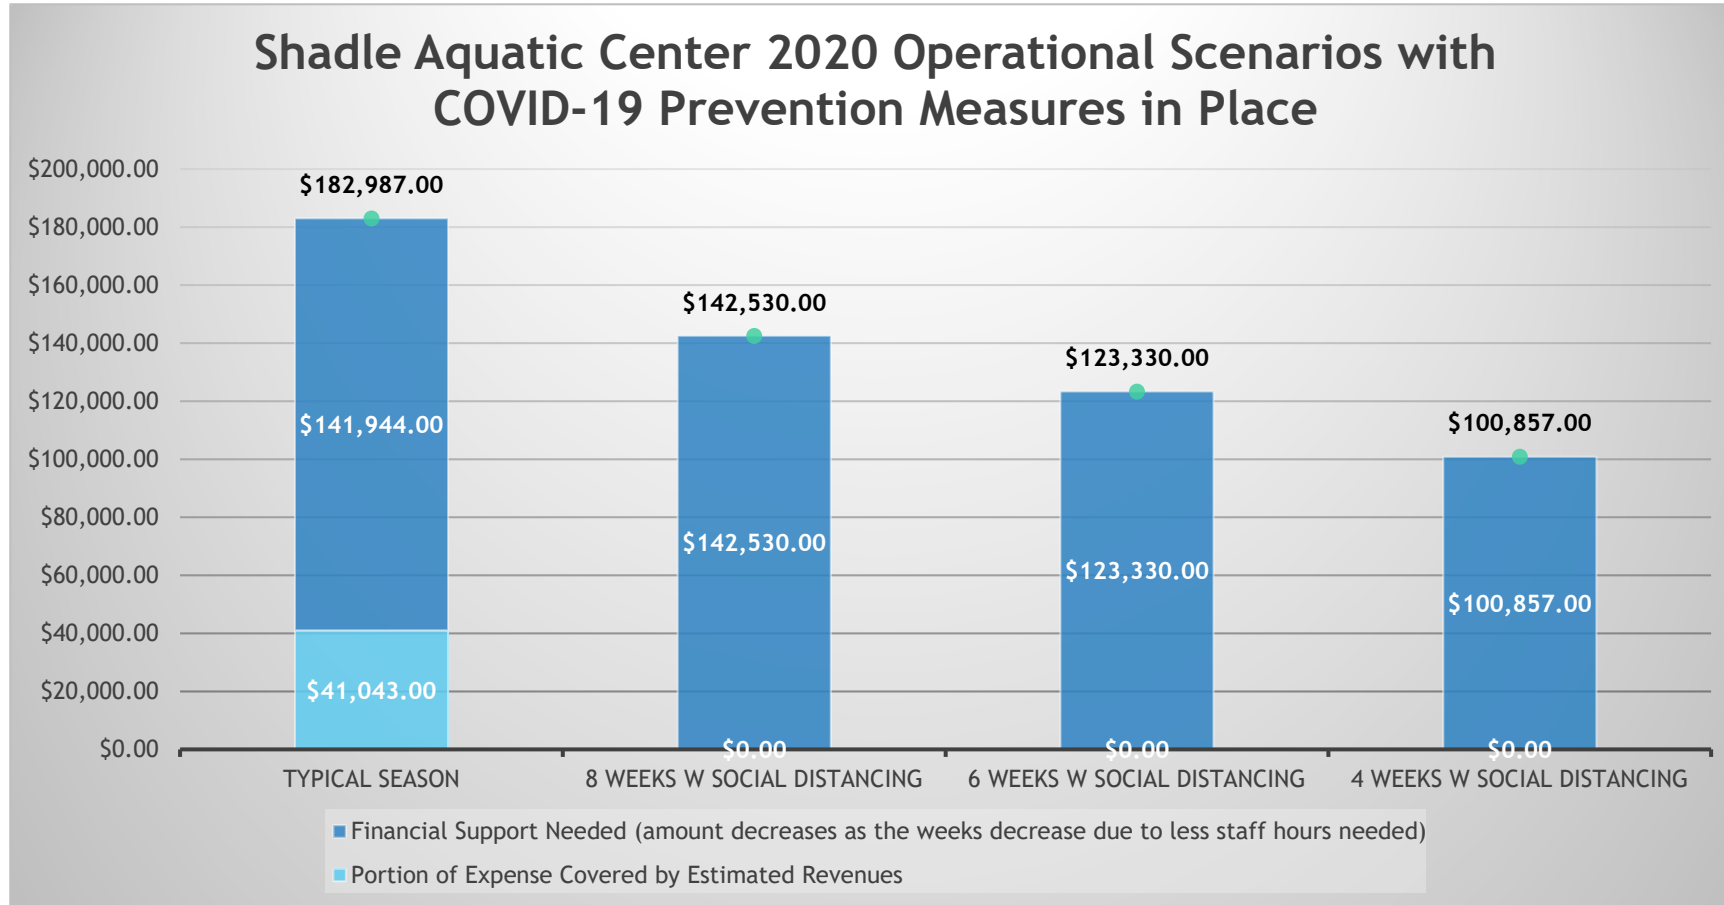 Shadle Aquatic Center 2020 Operational Scenarios with
COVID-19 Prevention Measures in Place
$200,000.00
$180,000.00
$160,000.00
$140,000.00
$120,000.00
$100,000.00
$80,000.00
$60,000.00
$40,000.00
$20,000.00
$0.00
$182,987.00
$141,944.00
$41,043.00
$142,530.00
$142,530.00
$0.00
$123,330.00
$123,330.00
$0.00
$100,857.00
$100,857.00
$0.00
TYPICAL SEASON
8 WEEKS W SOCIAL DISTANCING
6 WEEKS W SOCIAL DISTANCING
4 WEEKS W SOCIAL DISTANCING
Financial Support Needed (amount decreases as the weeks decrease due to less staff hours needed)
Portion of Expense Covered by Estimated Revenues